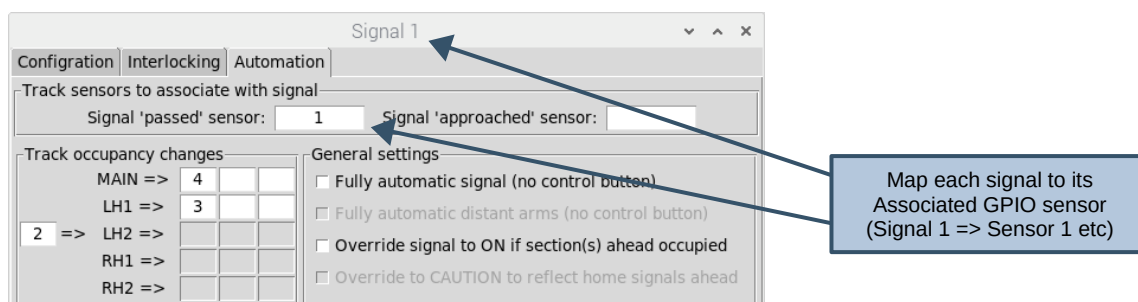 Signal 1
Configration Interlocking Automation
Track sensors to associate with signal
Signal 'passed' sensor: 1 Signal 'approached' sensor:
Track occupancy changes
General settings
MAIN => 4
Fully automatic signal (no control button)
LH1 => 3
Fully automatic distant arms (no control button)
2 => LH2 =>
Override signal to ON if section(s) ahead occupied
RH1 =>
Override to CAUTION to reflect home signals ahead
RH2 =>
Map each signal to its
Associated GPIO sensor
(Signal 1 => Sensor 1 etc)